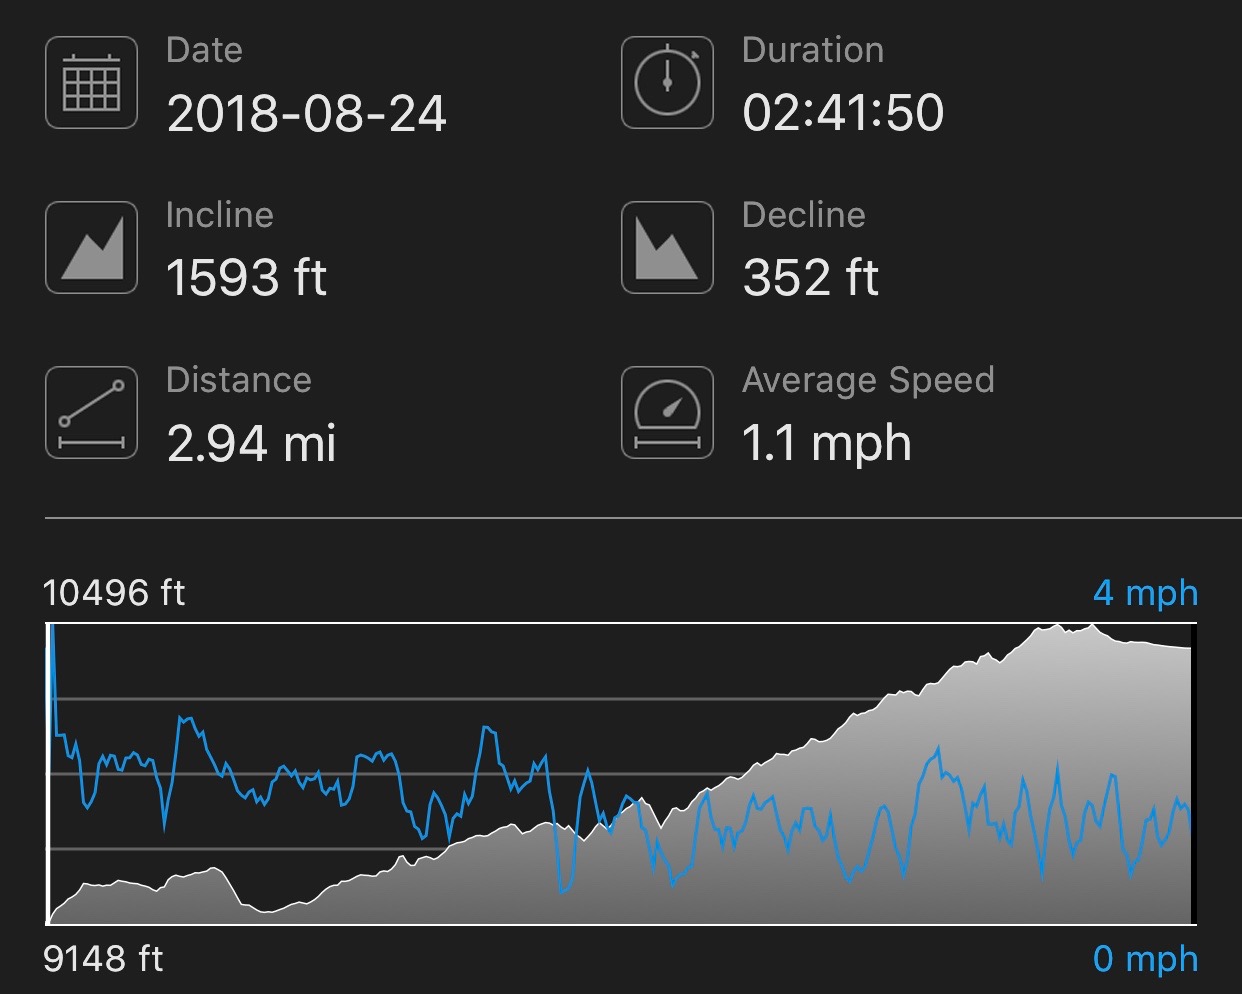 Date
2018-08-24
Duration
02:41:50
Incline
1593 ft
Decline
352 ft
Distance
2.94 mi
Average Speed
1.1 mph
10496 ft
4 mph
9148 ft
0 mph